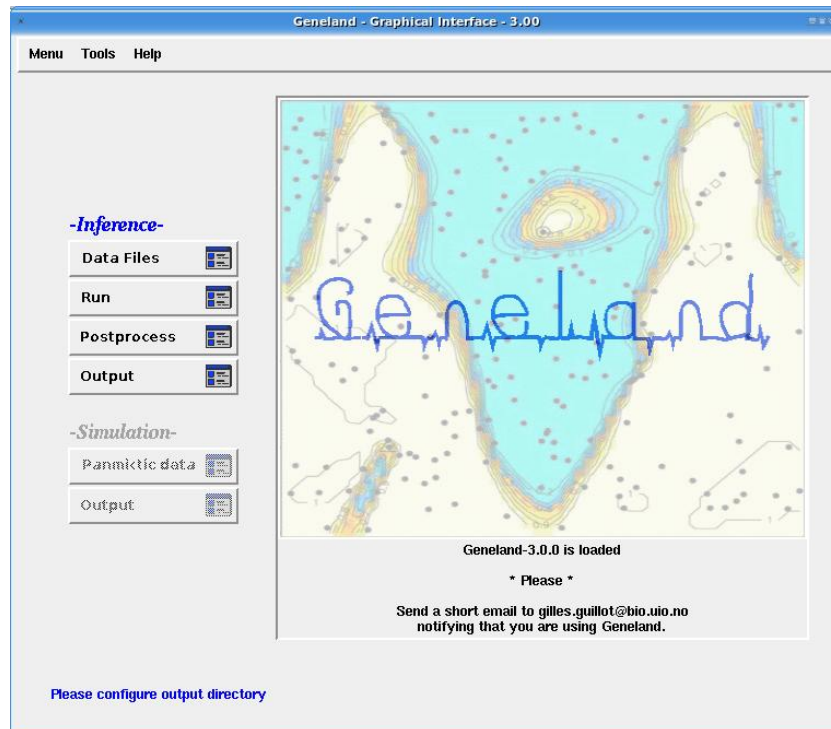 Geneland - Graphical Interface - 3.00
Menu Tools Help
-Inference-
Data Files
Run
Postprocess
Output
-Simulation-
Panmictic data
Output
Geneland
Geneland-3.0.0 is loaded
* Please *
Send a short email to gilles.guillot@bio.uio.no
notifying that you are using Geneland.
Please configure output directory